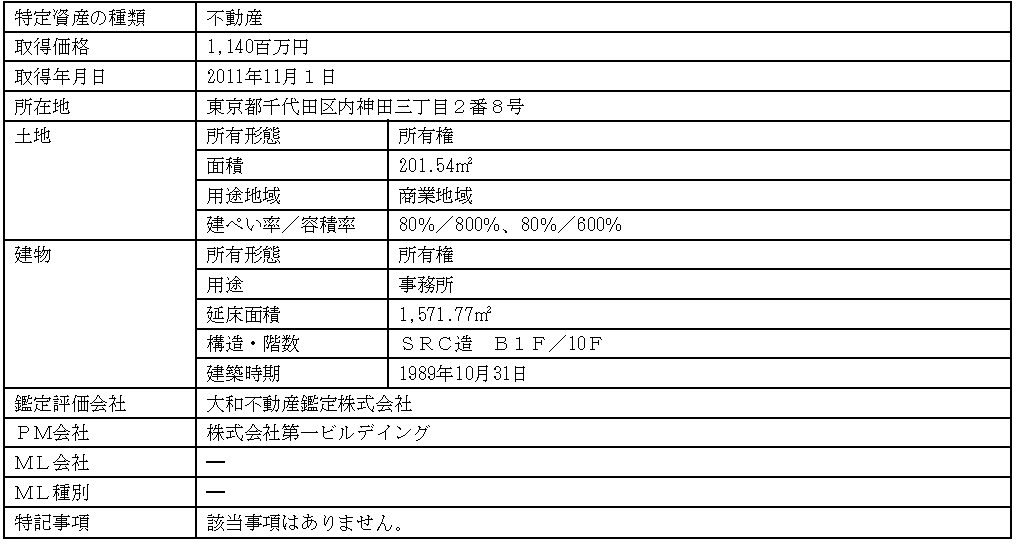 特定資産の種類 不動産
取得価格 1,140百万円
取得年月日 2011年11月１日
所在地 東京都千代田区内神田三丁目２番８号
土地 所有形態 所有権
面積 201.54㎡
用途地域 商業地域
建ぺい率／容積率 80％／800％、80％／600％
建物 所有形態 所有権
用途 事務所
延床面積 1,571.77㎡
構造・階数 ＳＲＣ造　Ｂ１Ｆ／10Ｆ
建築時期 1989年10月31日
鑑定評価会社 大和不動産鑑定株式会社
ＰＭ会社 株式会社第一ビルデイング
ＭＬ会社 ―
ＭＬ種別 ―
特記事項 該当事項はありません。